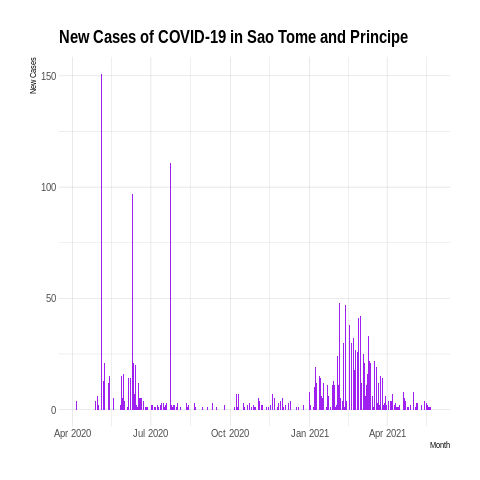 New Cases of COVID-19 in Sao Tome and Principe
New Cases
150
100
50
0
Apr 2020 Jul 2020 Oct 2020 Jan 2021 Apr 2021
Month